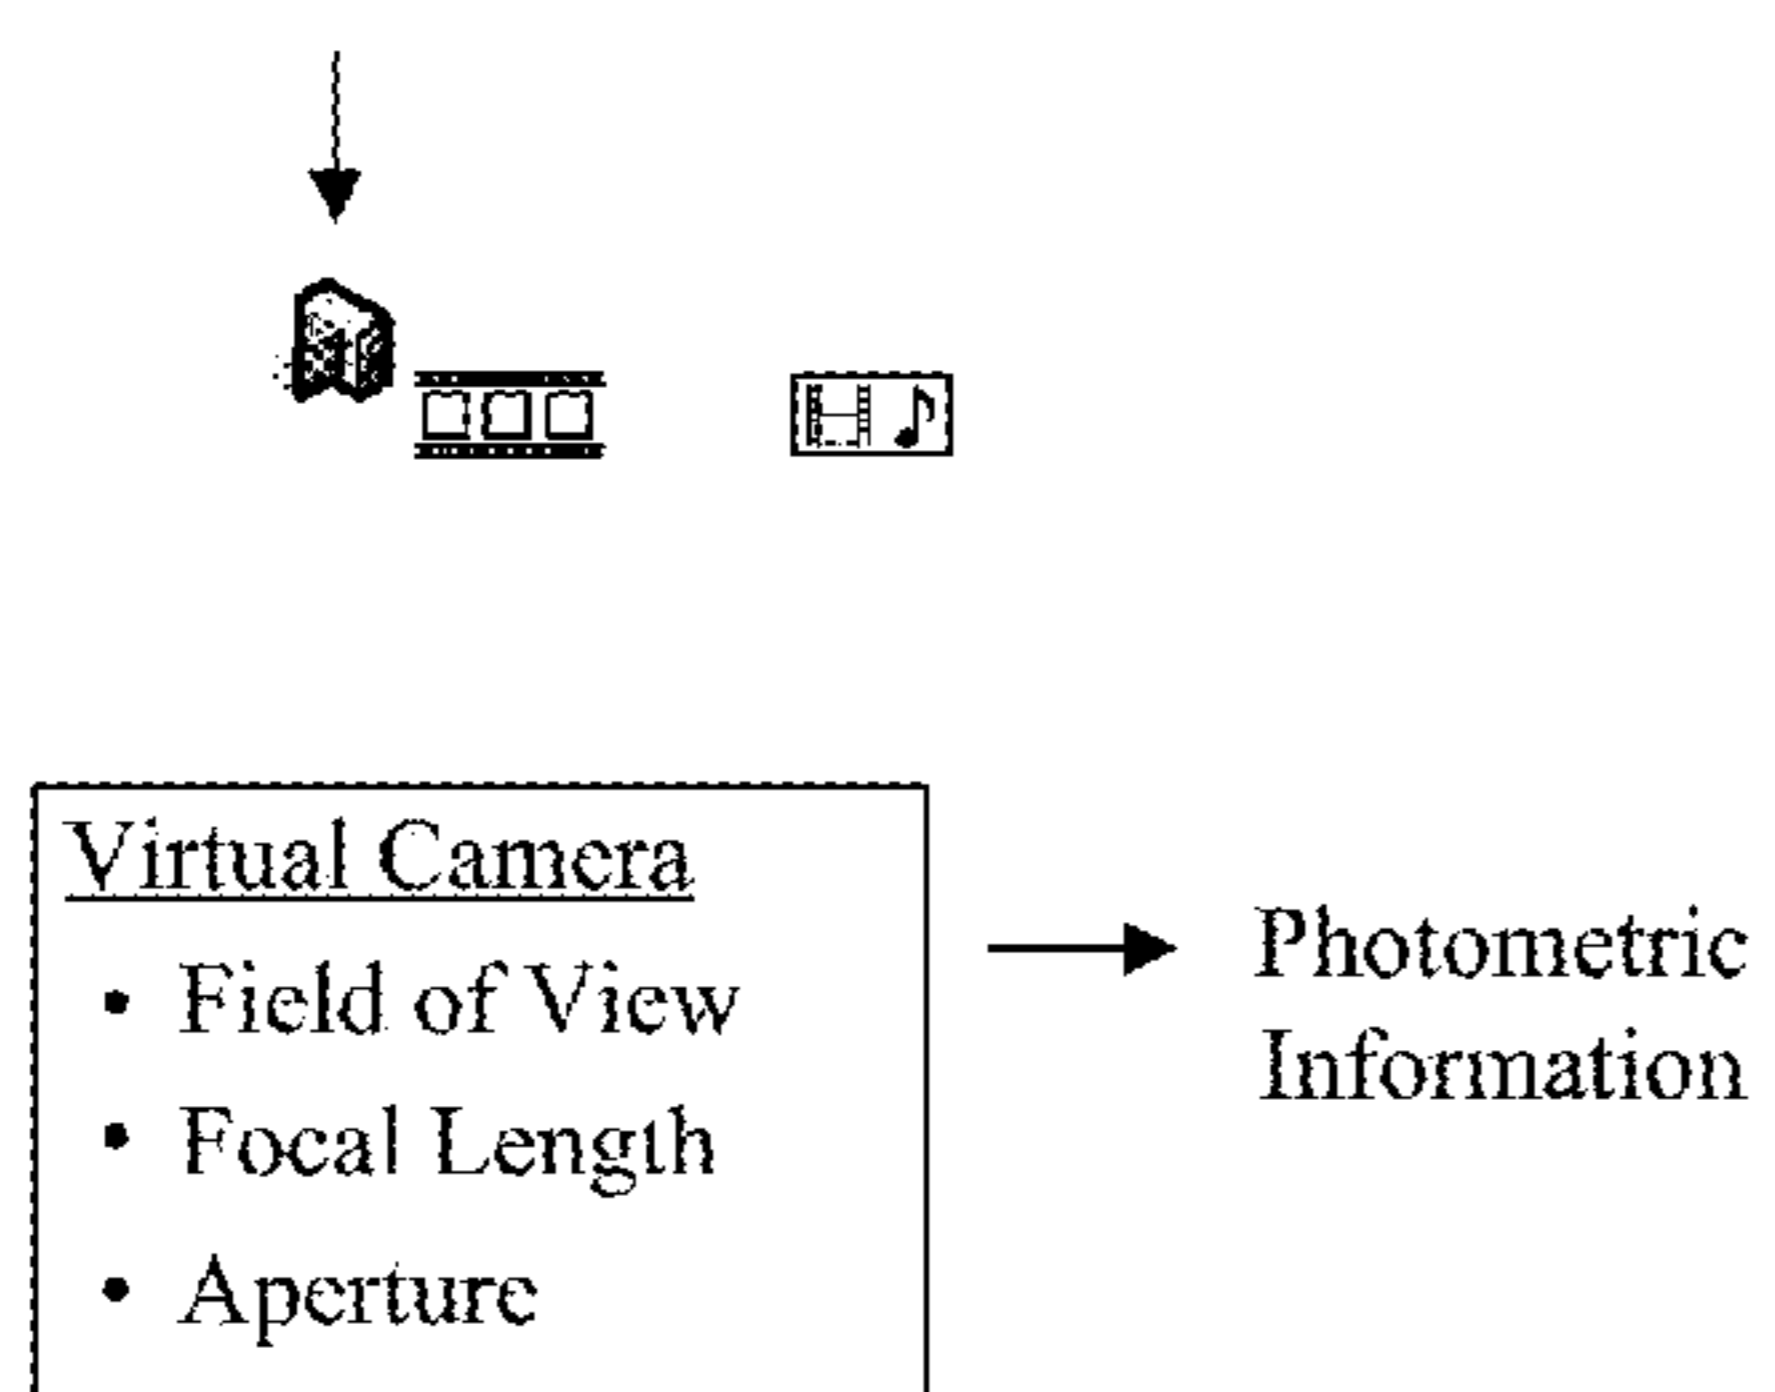 Virtual Camera
• Field of View
• Focal Length
• Aperture
Photometric
Information